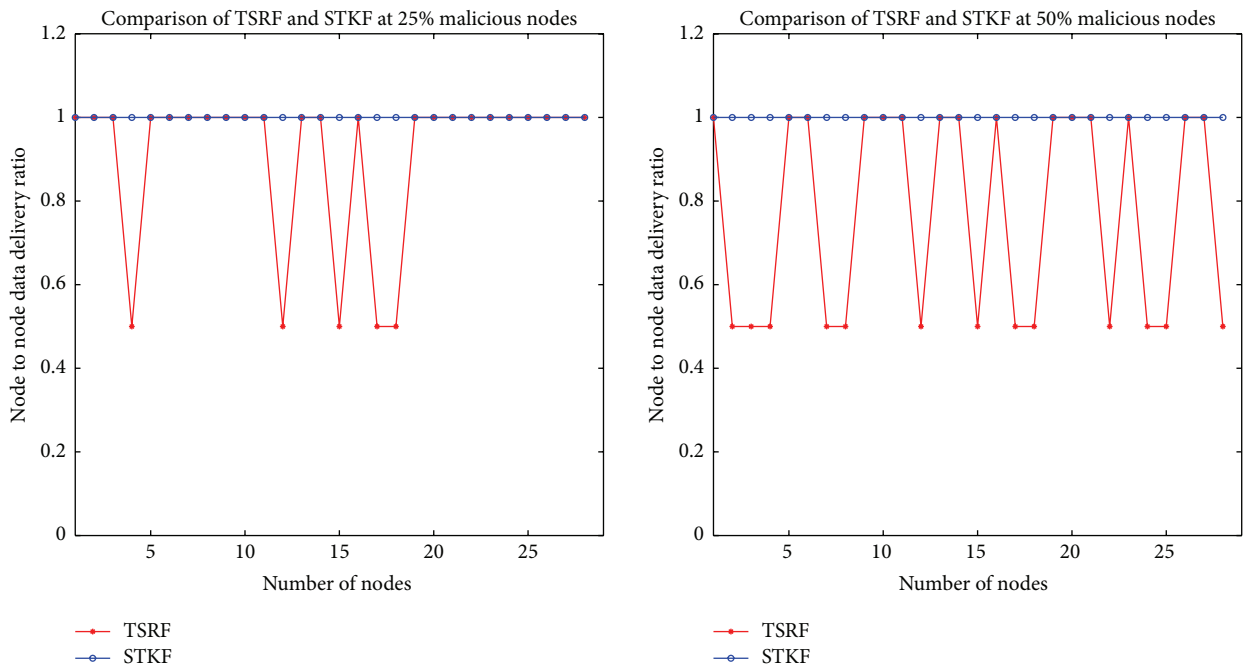 Comparison of TSRF and STKF at 25% malicious nodes
1.2
1
0.8
0.6
0.4
0.2
0
Node to node data delivery ratio
5 10 15 20 25
Number of nodes
TSRF
STKF
Comparison of TSRF and STKF at 50% malicious nodes
1.2
1
0.8
0.6
0.4
0.2
0
Node to node data delivery ratio
5 10 15 20 25
Number of nodes
TSRF
STKF